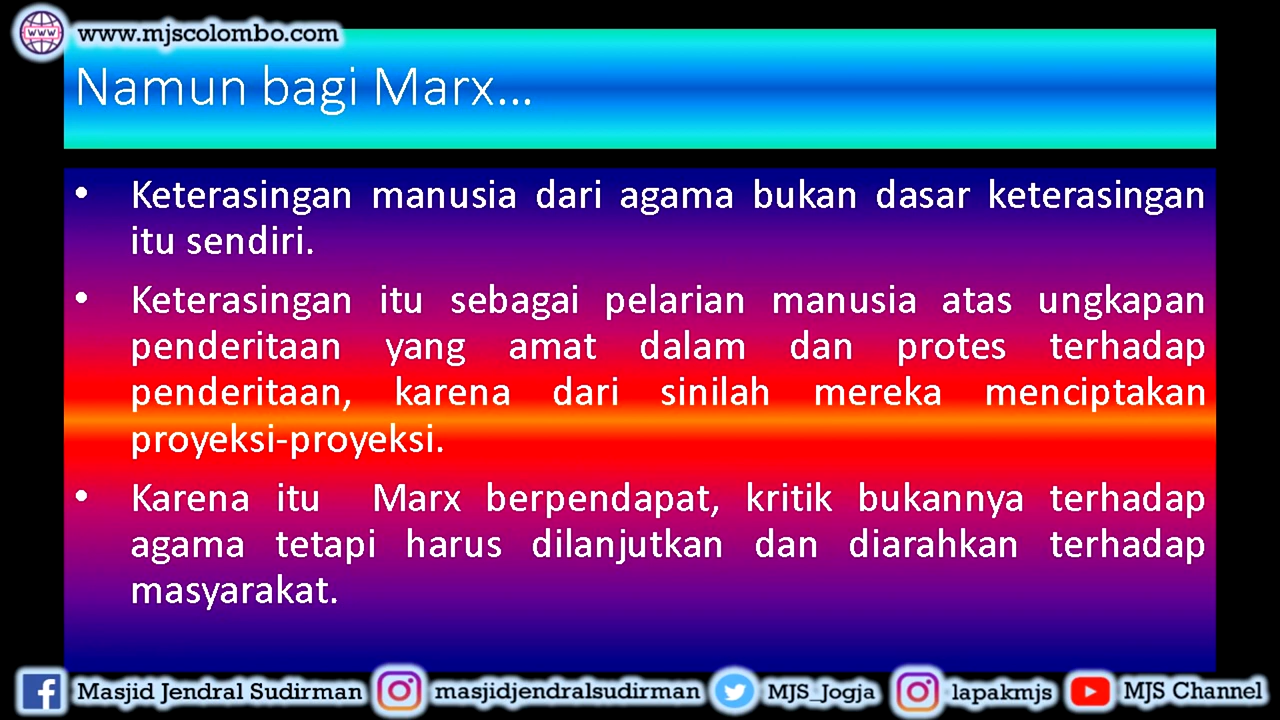 www.mjscolombo.com
Namun bagi Marx...
• Keterasingan manusia dari agama bukan dasar keterasingan
itu sendiri.
• Keterasingan itu sebagai pelarian manusia atas ungkapan
penderitaan yang amat dalam dan protes terhadap
penderitaan, karena dari sinilah mereka menciptakan
proyeksi-proyeksi.
• Karena itu Marx berpendapat, kritik bukannya terhadap
agama tetapi harus dilanjutkan dan diarahkan terhadap
masyarakat.
Masjid Jendral Sudirman masjidjendralsudirman MJS_Jogja lapakmjs MJS Channel